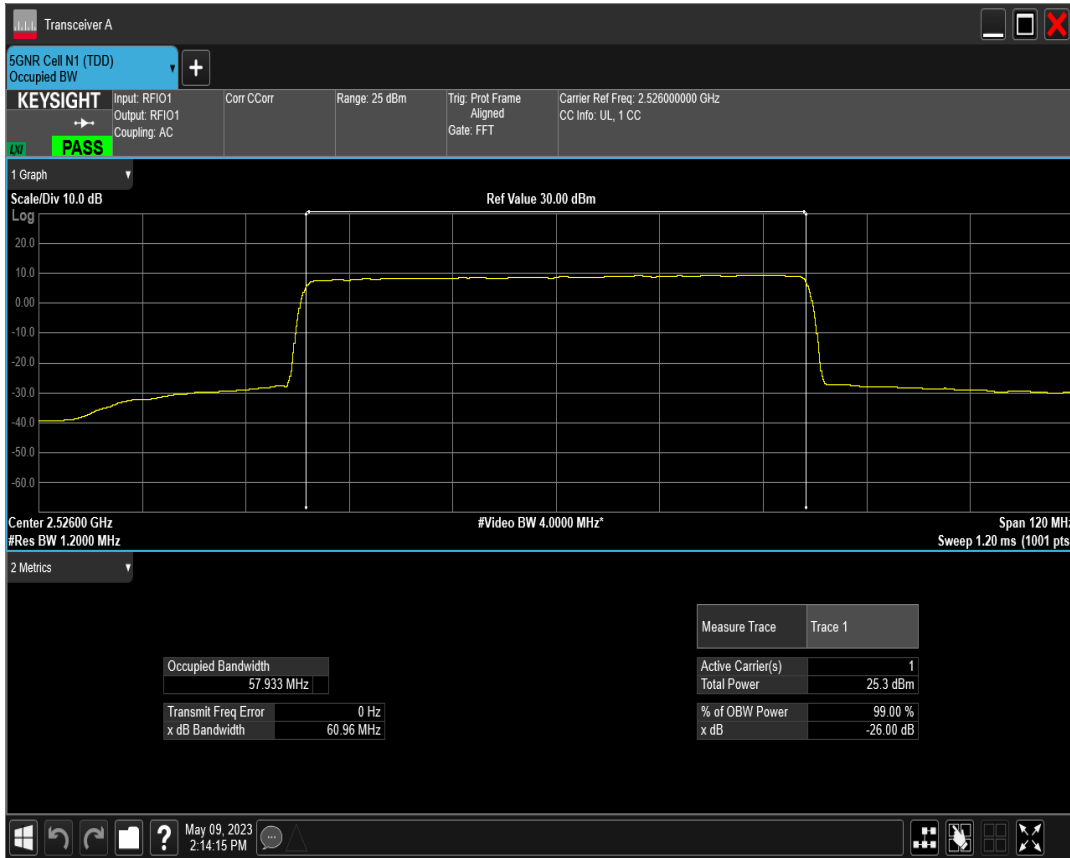 Transceiver A
5GNR Cell N1 (TDD)
Occupied BW
+
KEYSIGHT
LXI
PASS
Input: RFIO1
Output: RFIO1
Coupling: AC
Corr CCorr
Range: 25 dBm
Trig: Prot Frame
Aligned
Gate: FFT
Carrier Ref Freq: 2.526000000 GHz
CC Info: UL, 1 CC
1 Graph
Scale/Div 10.0 dB
Ref Value 30.00 dBm
Log
20.0
10.0
0.00
-10.0
-20.0
-30.0
-40.0
-50.0
-60.0
Center 2.52600 GHz
#Video BW 4.0000 MHz*
Span 120 MHz
#Res BW 1.2000 MHz
Sweep 1.20 ms (1001 pts
2 Metrics
Measure Trace Trace 1
Occupied Bandwidth
57.933 MHz
Active Carrier(s) 1
Total Power 25.3 dBm
Transmit Freq Error 0 Hz
x dB Bandwidth 60.96 MHz
% of OBW Power 99.00 %
x dB -26.00 dB
?
May 09, 2023
2:14:15 PM